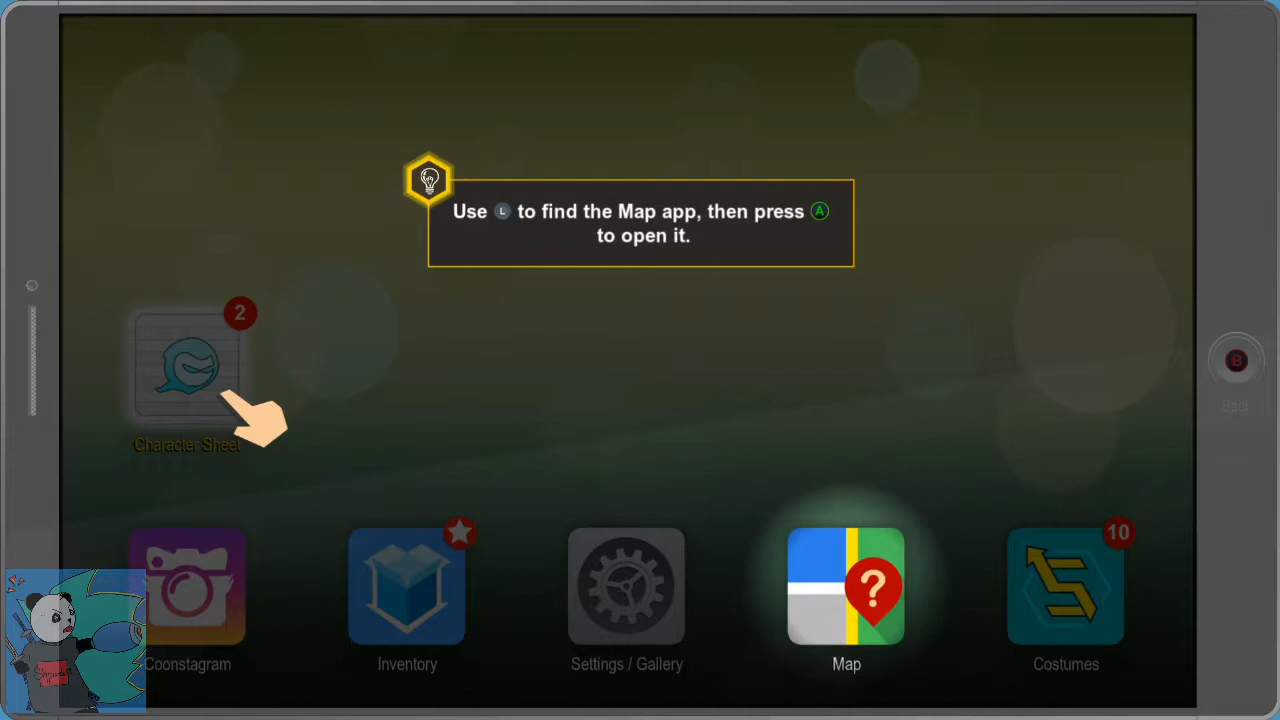 Use L to find the Map app, then press A
to open it.
2
Character Sheet
B
Back
10
Coonstagram
Inventory
Settings / Gallery
?
Map
Costumes